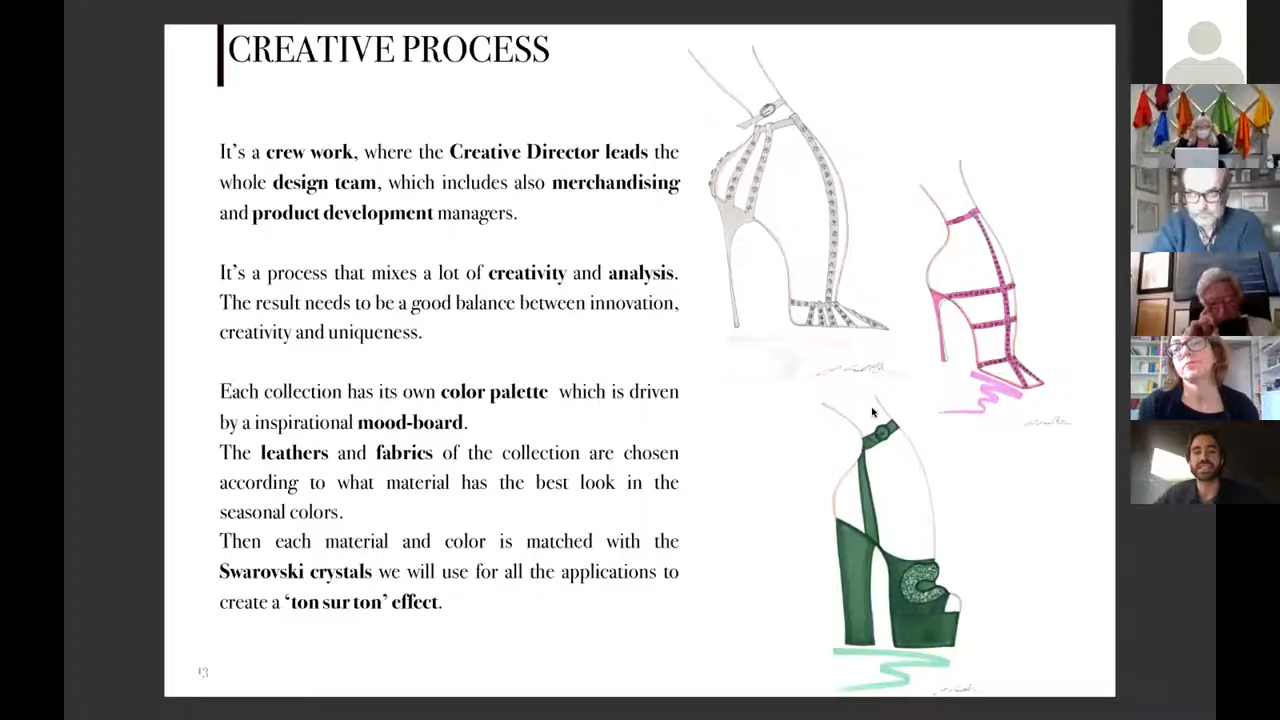 CREATIVE PROCESS
It’s a crew work, where the Creative Director leads the
whole design team, which includes also merchandising
and product development managers.
It’s a process that mixes a lot of creativity and analysis.
The result needs to be a good balance between innovation,
creativity and uniqueness.
Each collection has its own color palette which is driven
by a inspirational mood-board.
The leathers and fabrics of the collection are chosen
according to what material has the best look in the
seasonal colors.
Then each material and color is matched with the
Swarovski crystals we will use for all the applications to
create a ‘ton sur ton’ effect.
13